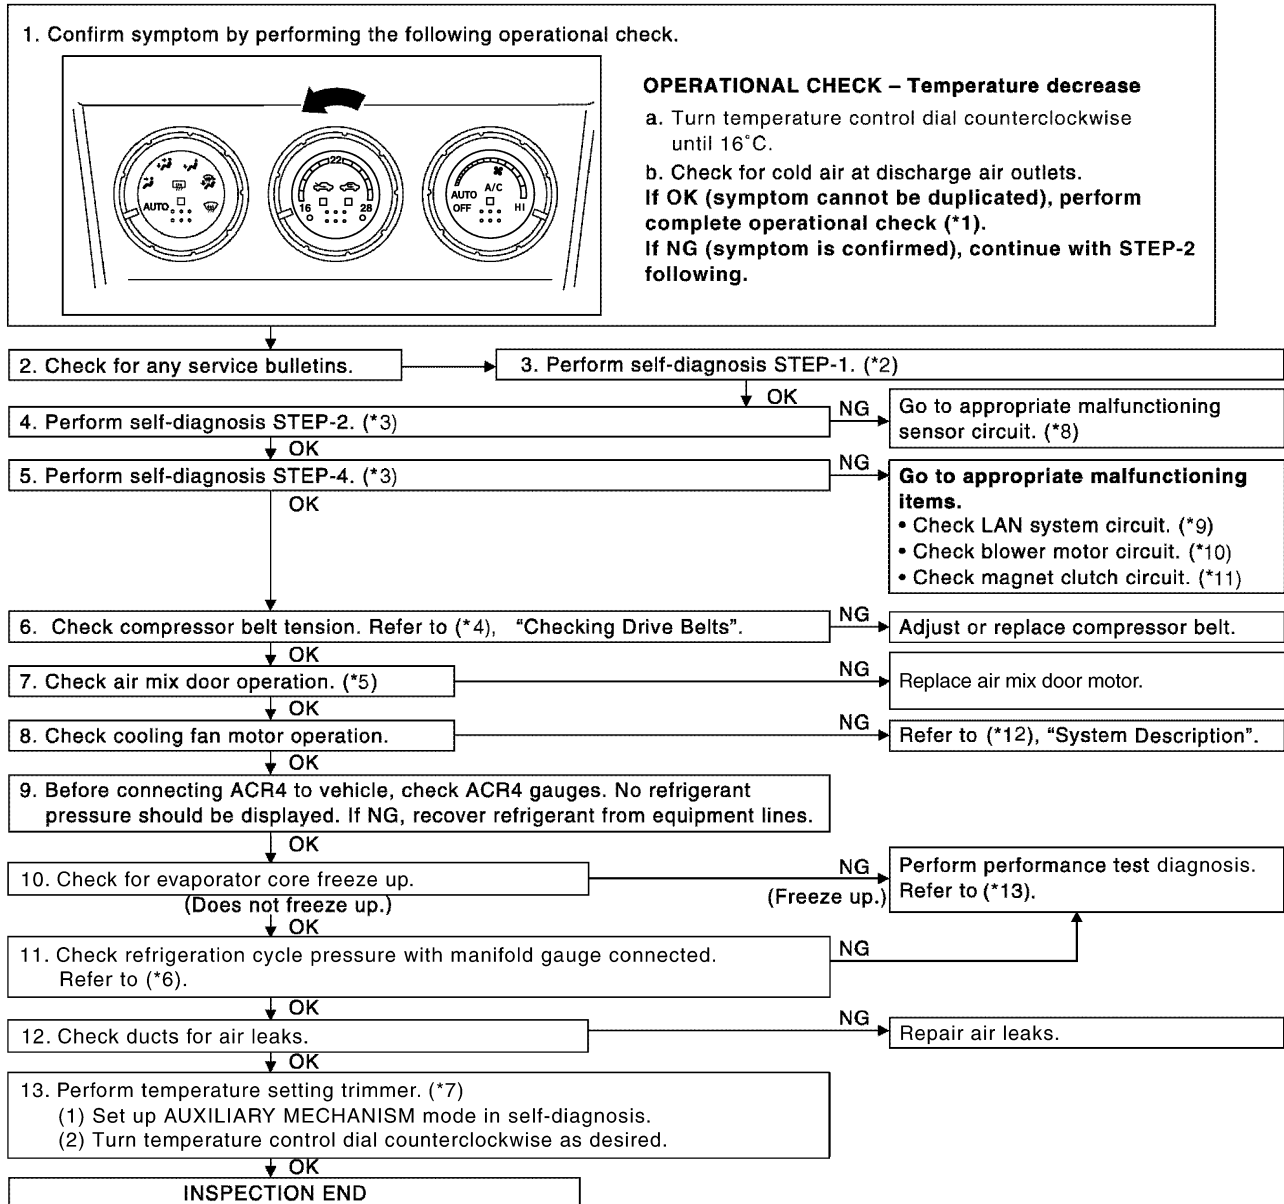 1. Confirm symptom by performing the following operational check.
22
16
28
AUTO
A/C
AUTO
OFF
HI
OPERATIONAL CHECK – Temperature decrease
a. Turn temperature control dial counterclockwise
until 16°C.
b. Check for cold air at discharge air outlets.
If OK (symptom cannot be duplicated), perform
complete operational check (*1).
If NG (symptom is confirmed), continue with STEP-2
following.
2. Check for any service bulletins.
3. Perform self-diagnosis STEP-1. (*2)
OK
4. Perform self-diagnosis STEP-2. (*3)
NG
Go to appropriate malfunctioning
sensor circuit. (*8)
OK
5. Perform self-diagnosis STEP-4. (*3)
NG
Go to appropriate malfunctioning
items.
• Check LAN system circuit. (*9)
• Check blower motor circuit. (*10)
• Check magnet clutch circuit. (*11)
OK
6. Check compressor belt tension. Refer to (*4), “Checking Drive Belts”.
NG
Adjust or replace compressor belt.
OK
7. Check air mix door operation. (*5)
NG
Replace air mix door motor.
OK
8. Check cooling fan motor operation.
NG
Refer to (*12), “System Description”.
OK
9. Before connecting ACR4 to vehicle, check ACR4 gauges. No refrigerant
pressure should be displayed. If NG, recover refrigerant from equipment lines.
OK
10. Check for evaporator core freeze up.
NG
(Freeze up.)
Perform performance test diagnosis.
Refer to (*13).
(Does not freeze up.)
OK
11. Check refrigeration cycle pressure with manifold gauge connected.
Refer to (*6).
NG
OK
12. Check ducts for air leaks.
NG
Repair air leaks.
OK
13. Perform temperature setting trimmer. (*7)
(1) Set up AUXILIARY MECHANISM mode in self-diagnosis.
(2) Turn temperature control dial counterclockwise as desired.
OK
INSPECTION END